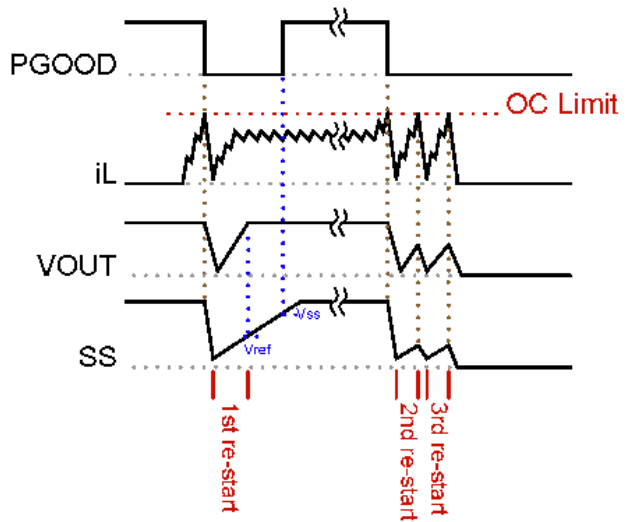 PGOOD
OC Limit
iL
VOUT
Vss
Vref
SS
1st re-start
2nd re-start
3rd re-start